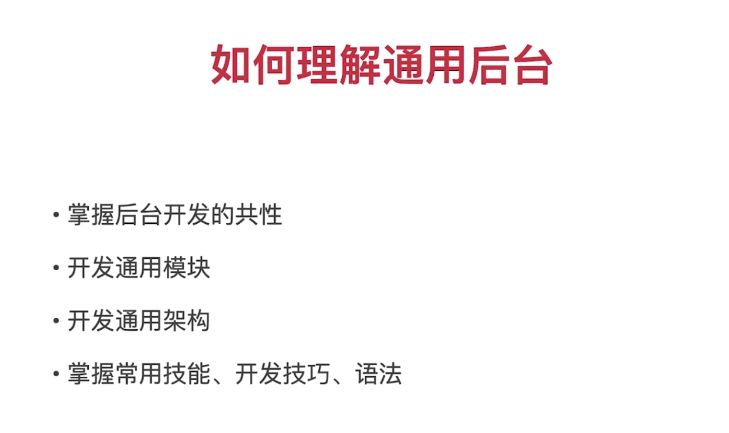 如何理解通用后台
• 掌握后台开发的共性
• 开发通用模块
• 开发通用架构
• 掌握常用技能、开发技巧、语法